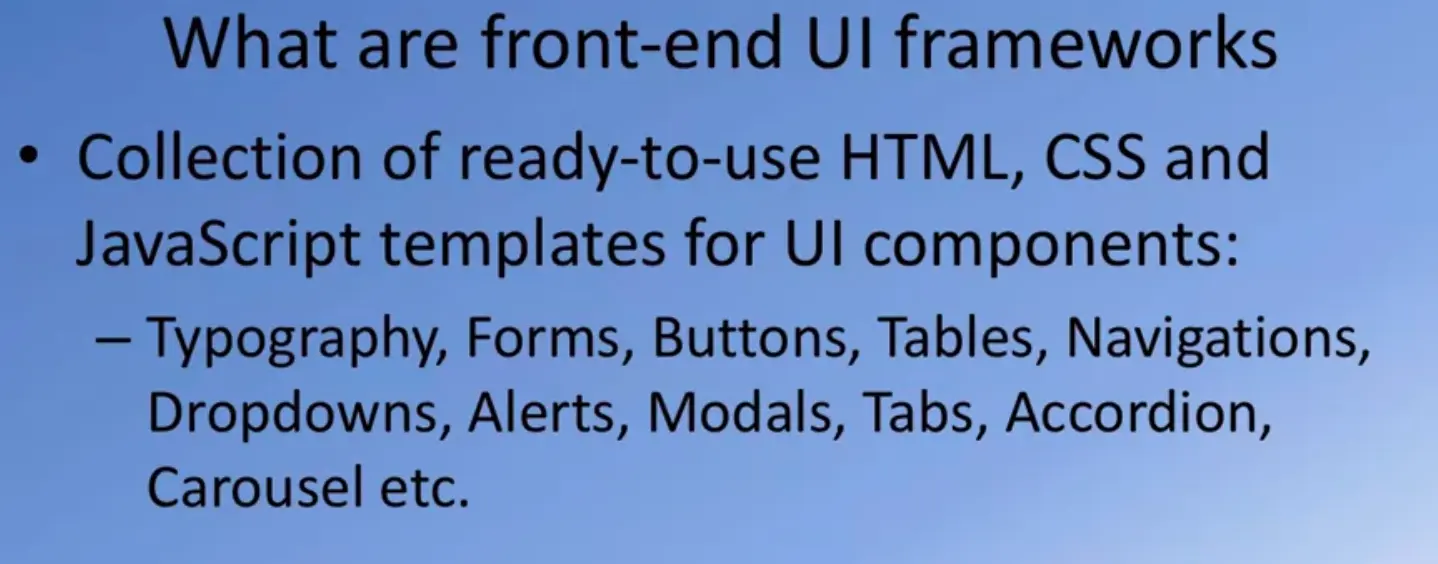 What are front-end UI frameworks
• Collection of ready-to-use HTML, CSS and
JavaScript templates for UI components:
– Typography, Forms, Buttons, Tables, Navigations,
Dropdowns, Alerts, Modals, Tabs, Accordion,
Carousel etc.